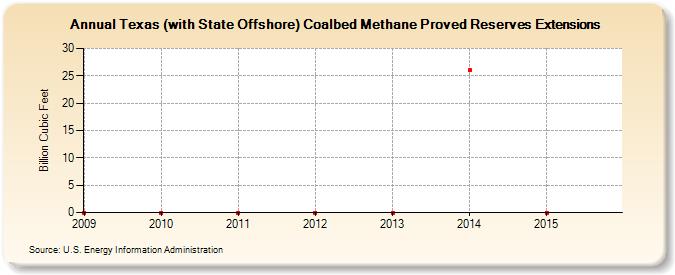 Annual Texas (with State Offshore) Coalbed Methane Proved Reserves Extensions
Billion Cubic Feet
30
25
20
15
10
5
0
2009 2010 2011 2012 2013 2014 2015
Source: U.S. Energy Information Administration